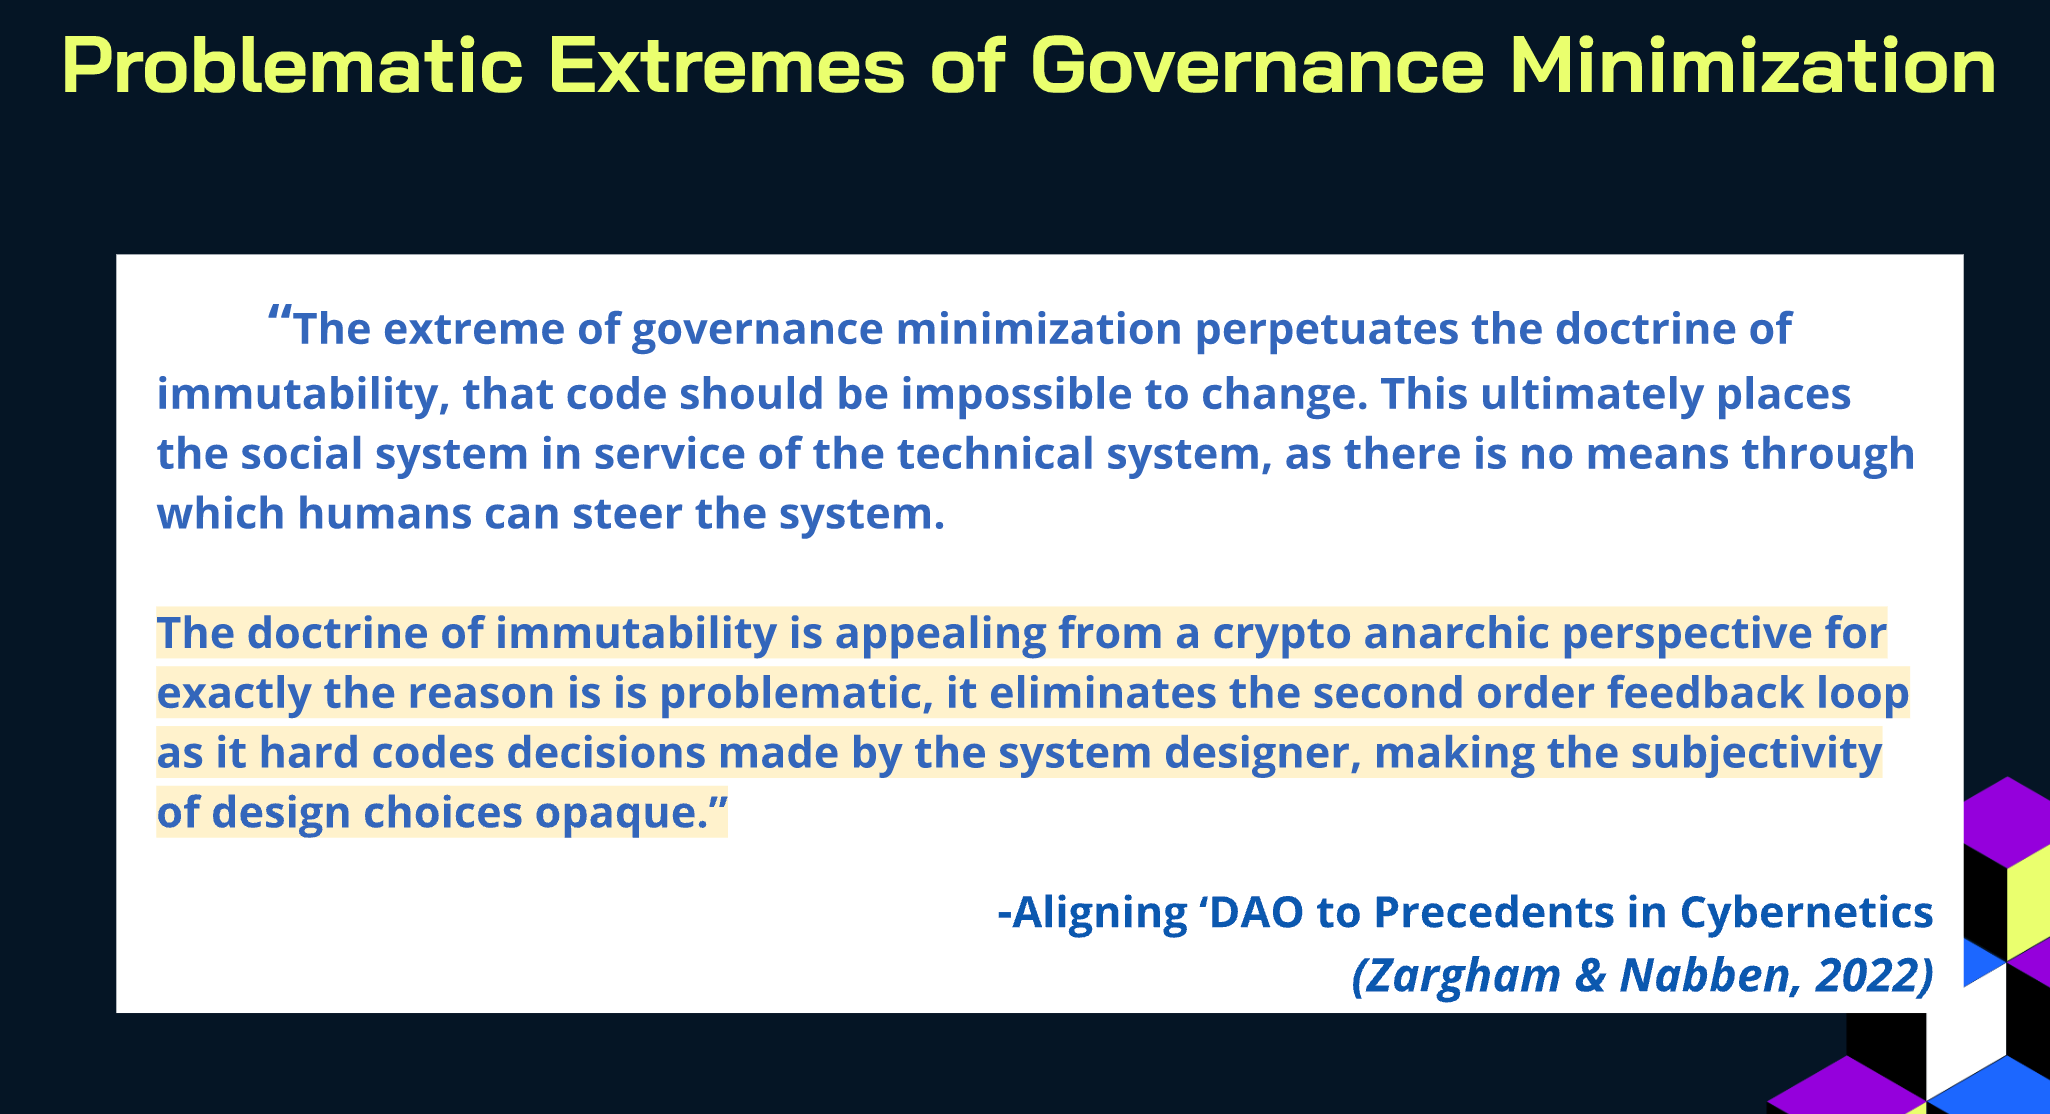 Problematic Extremes of Governance Minimization
“The extreme of governance minimization perpetuates the doctrine of
immutability, that code should be impossible to change. This ultimately places
the social system in service of the technical system, as there is no means through
which humans can steer the system.
The doctrine of immutability is appealing from a crypto anarchic perspective for
exactly the reason is is problematic, it eliminates the second order feedback loop
as it hard codes decisions made by the system designer, making the subjectivity
of design choices opaque.”
-Aligning ‘DAO to Precedents in Cybernetics
(Zargham & Nabben, 2022)